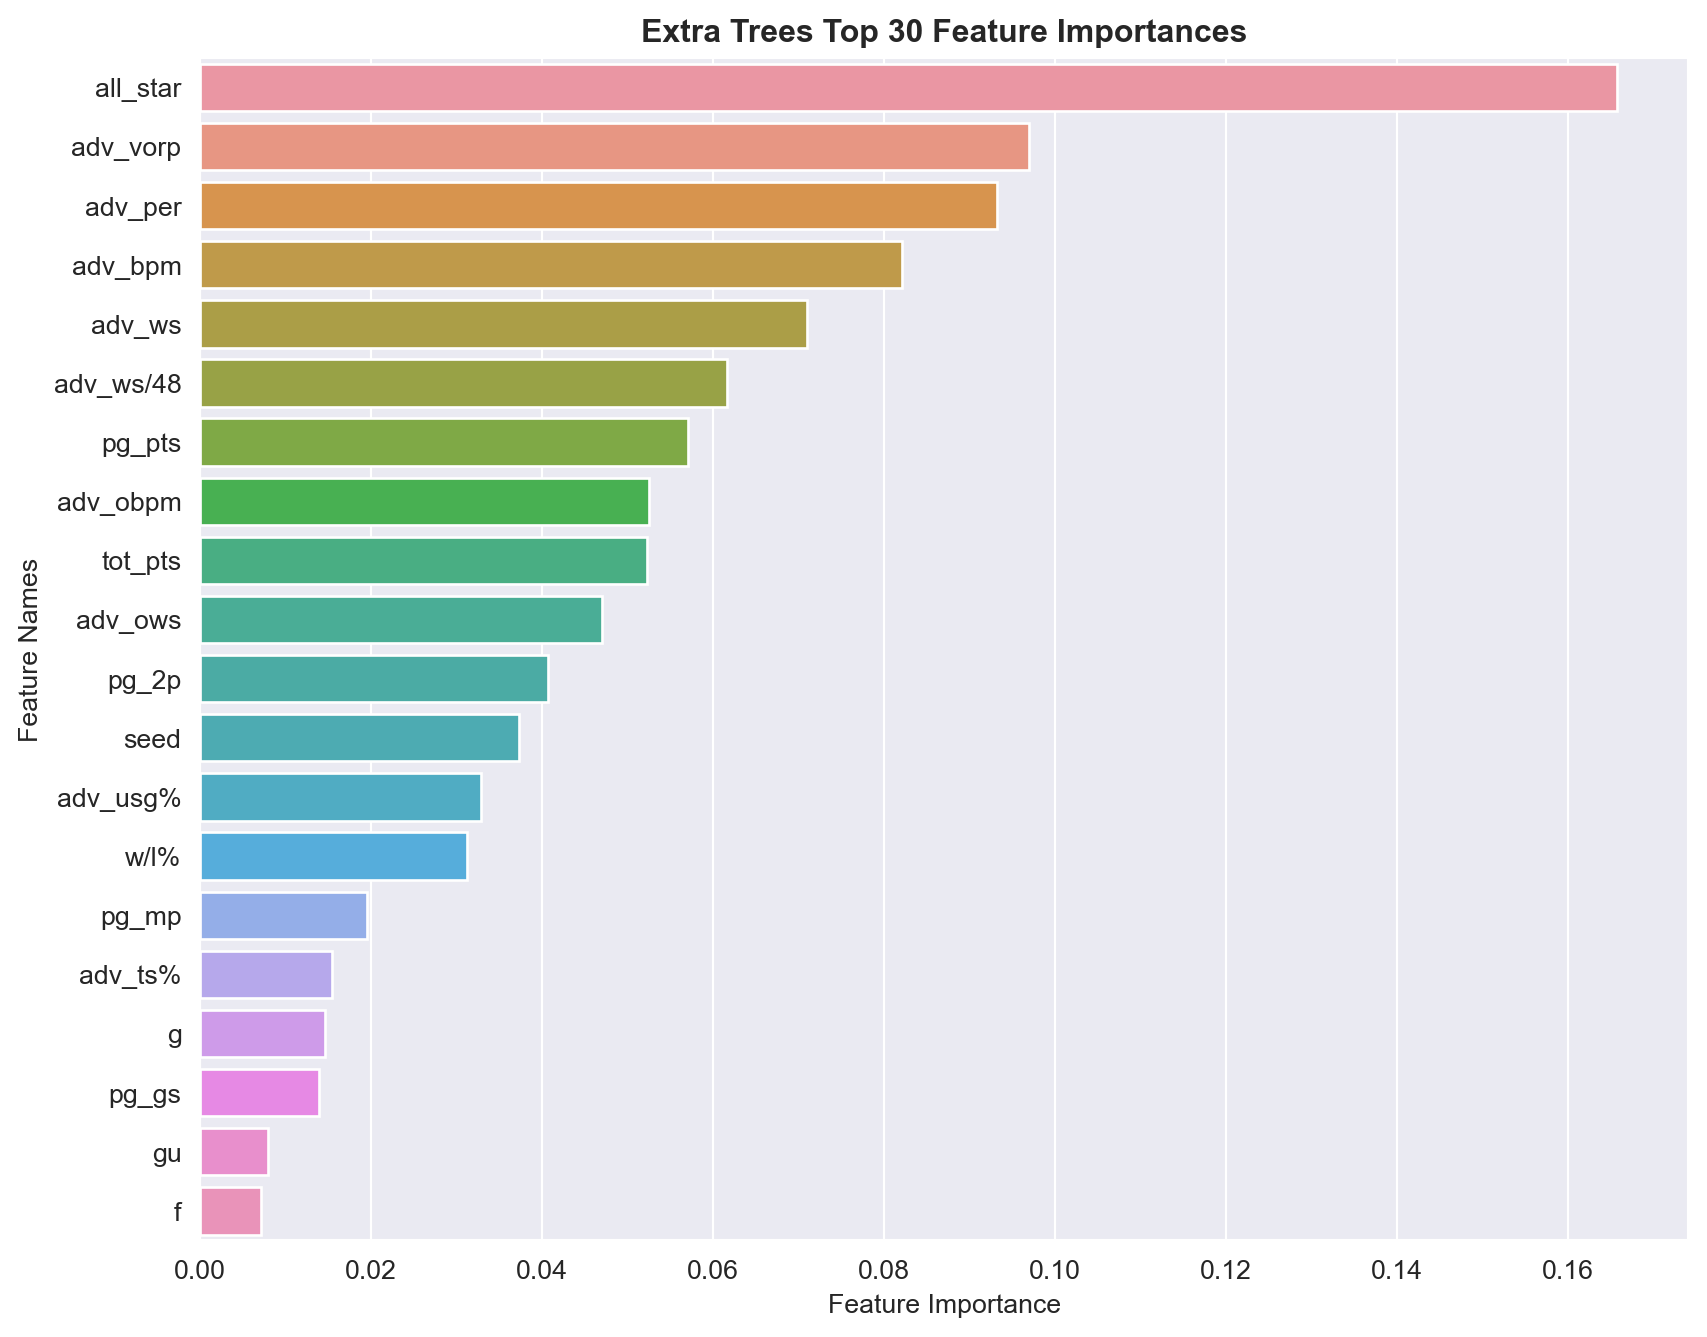 Extra Trees Top 30 Feature Importances
all_star
adv_vorp
adv_per
adv_bpm
adv_ws
adv_ws/48
pg_pts
adv_obpm
tot_pts
adv_ows
pg_2p
seed
adv_usg%
w/l%
pg_mp
adv_ts%
g
pg_gs
gu
f
Feature Names
0.00 0.02 0.04 0.06 0.08 0.10 0.12 0.14 0.16
Feature Importance